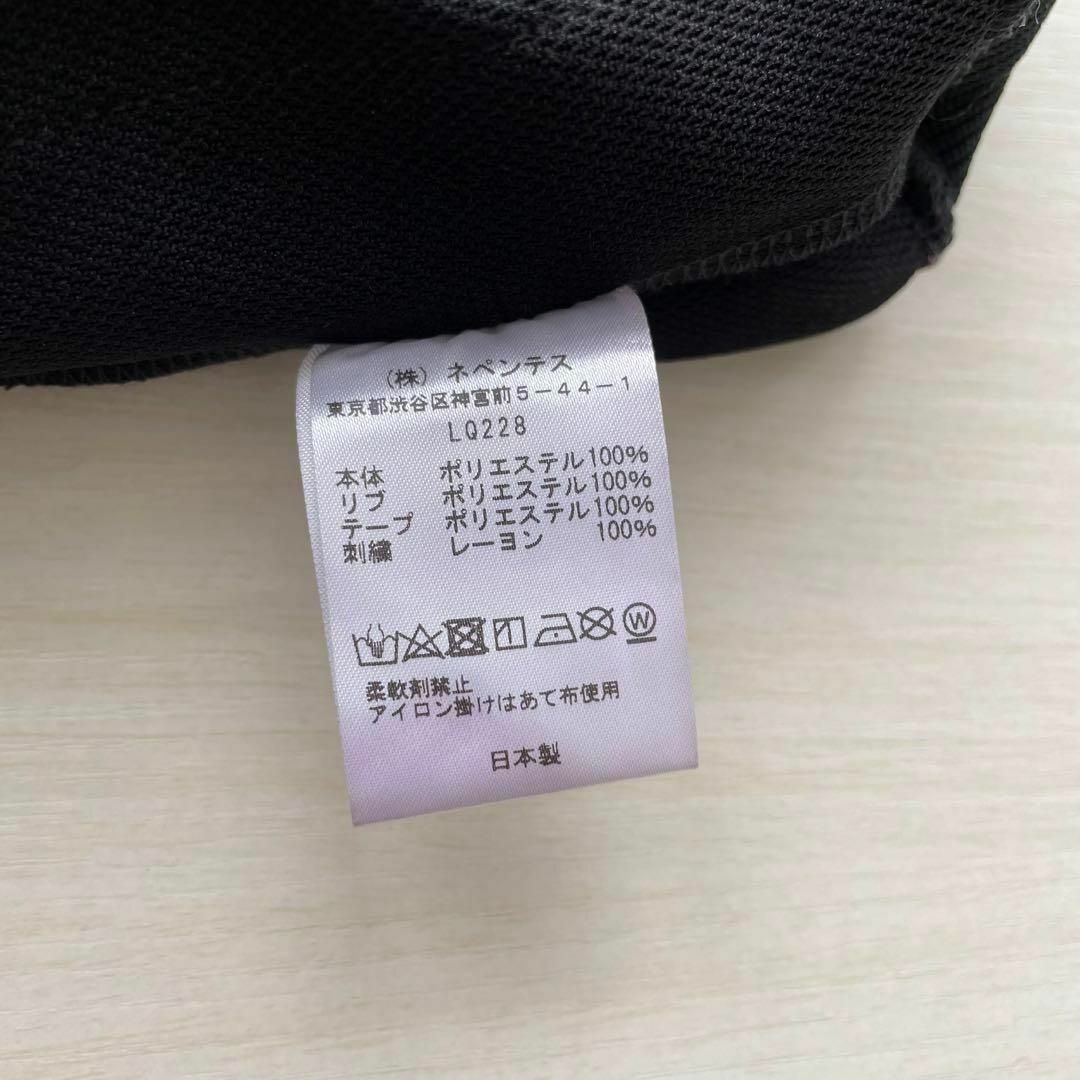 (株) ネペンテス
東京都渋谷区神宮前5-44-1
LQ228
本体 ポリエステル100%
リブ ポリエステル100%
テープ ポリエステル100%
刺繍 レーヨン 100%
W
柔軟剤禁止
アイロン掛けはあて布使用
日本製